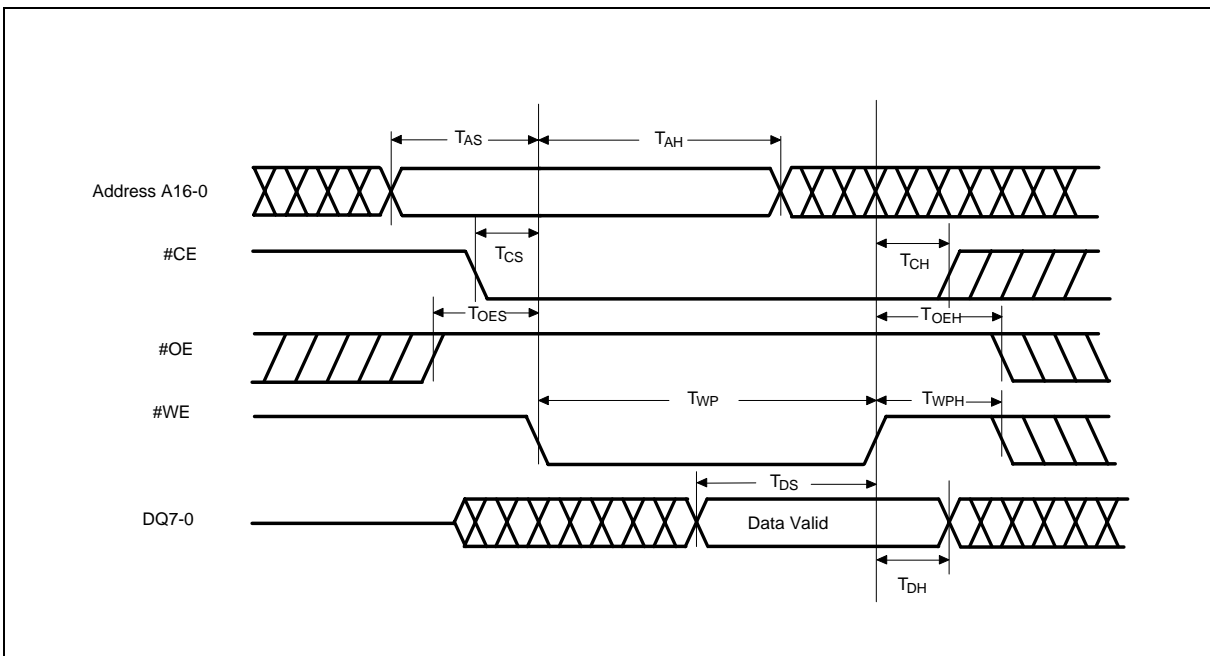 TAS
TAH
Address A16-0
#CE
TCS
TCH
TOES
TOEH
#OE
#WE
TWP
TWPH
TDS
DQ7-0
Data Valid
TDH